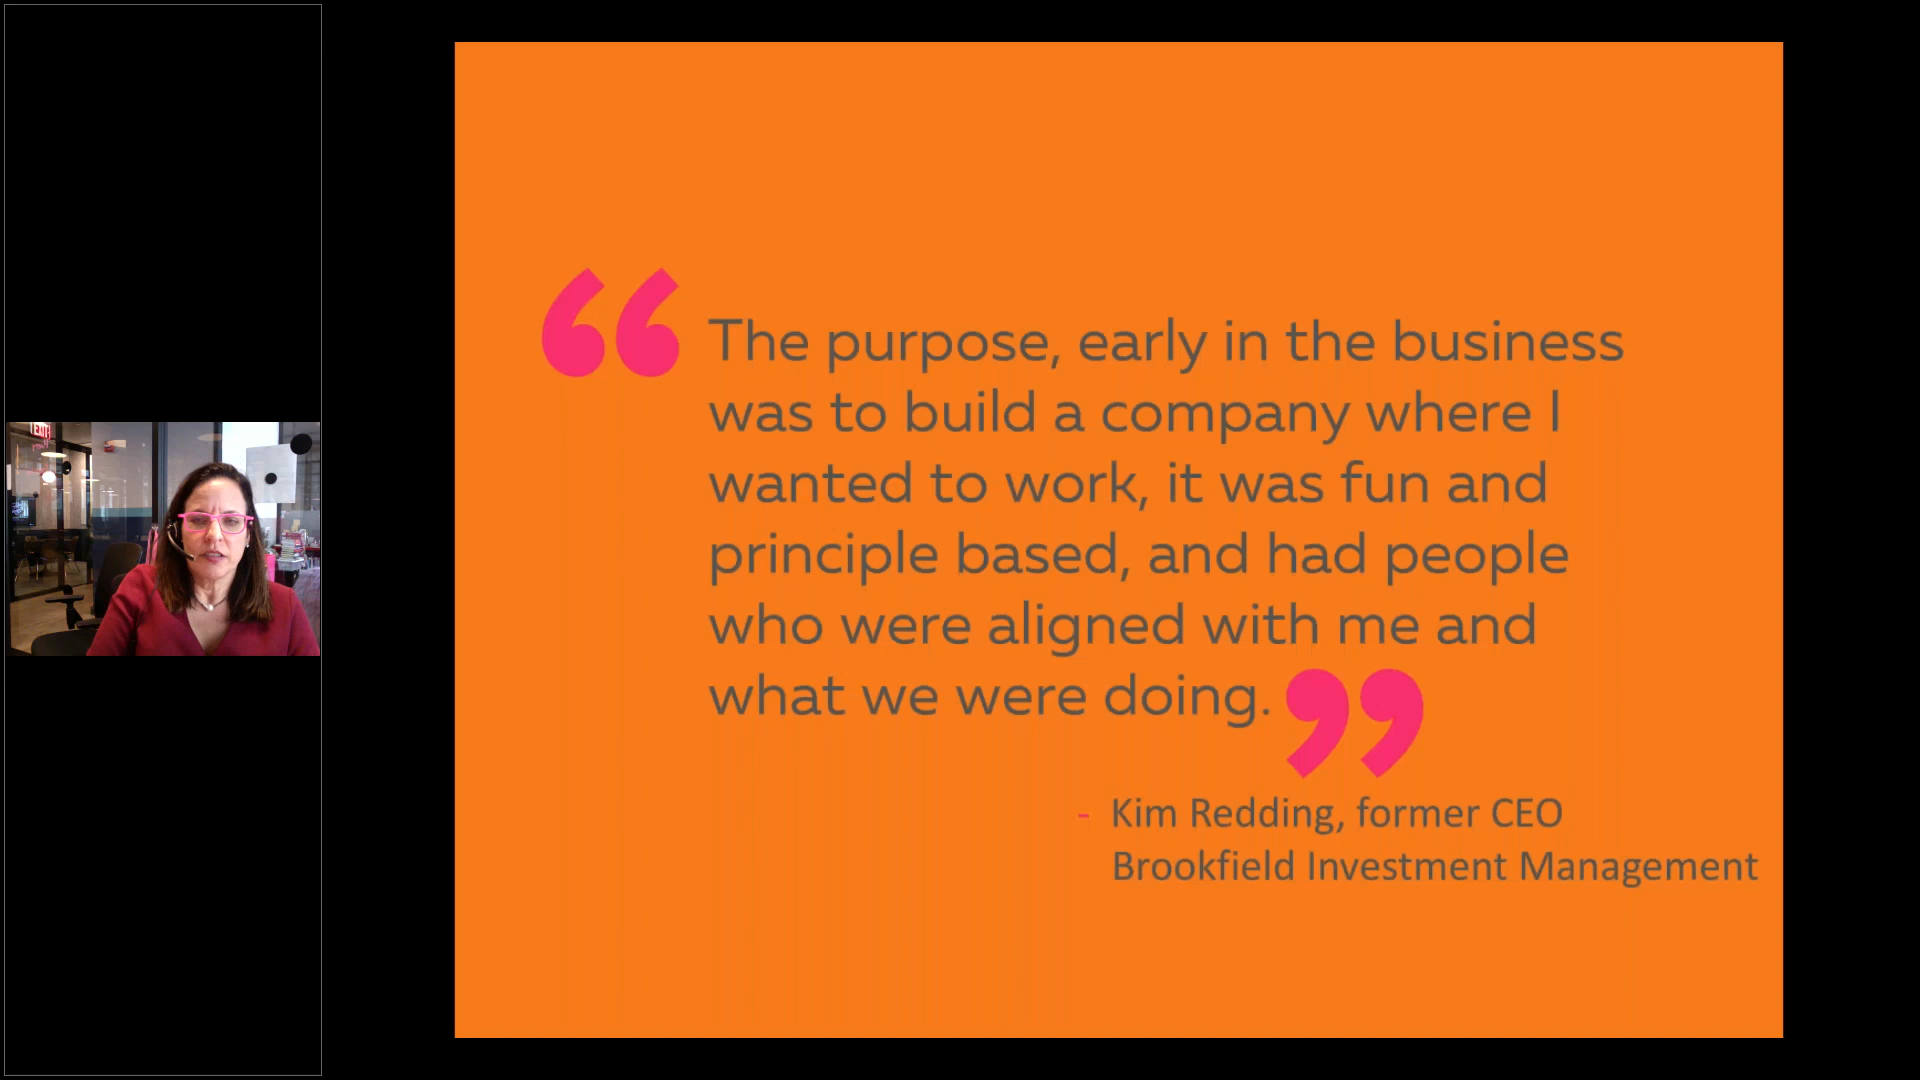 EXIT
“The purpose, early in the business
was to build a company where I
wanted to work, it was fun and
principle based, and had people
who were aligned with me and
what we were doing.”
- Kim Redding, former CEO
Brookfield Investment Management